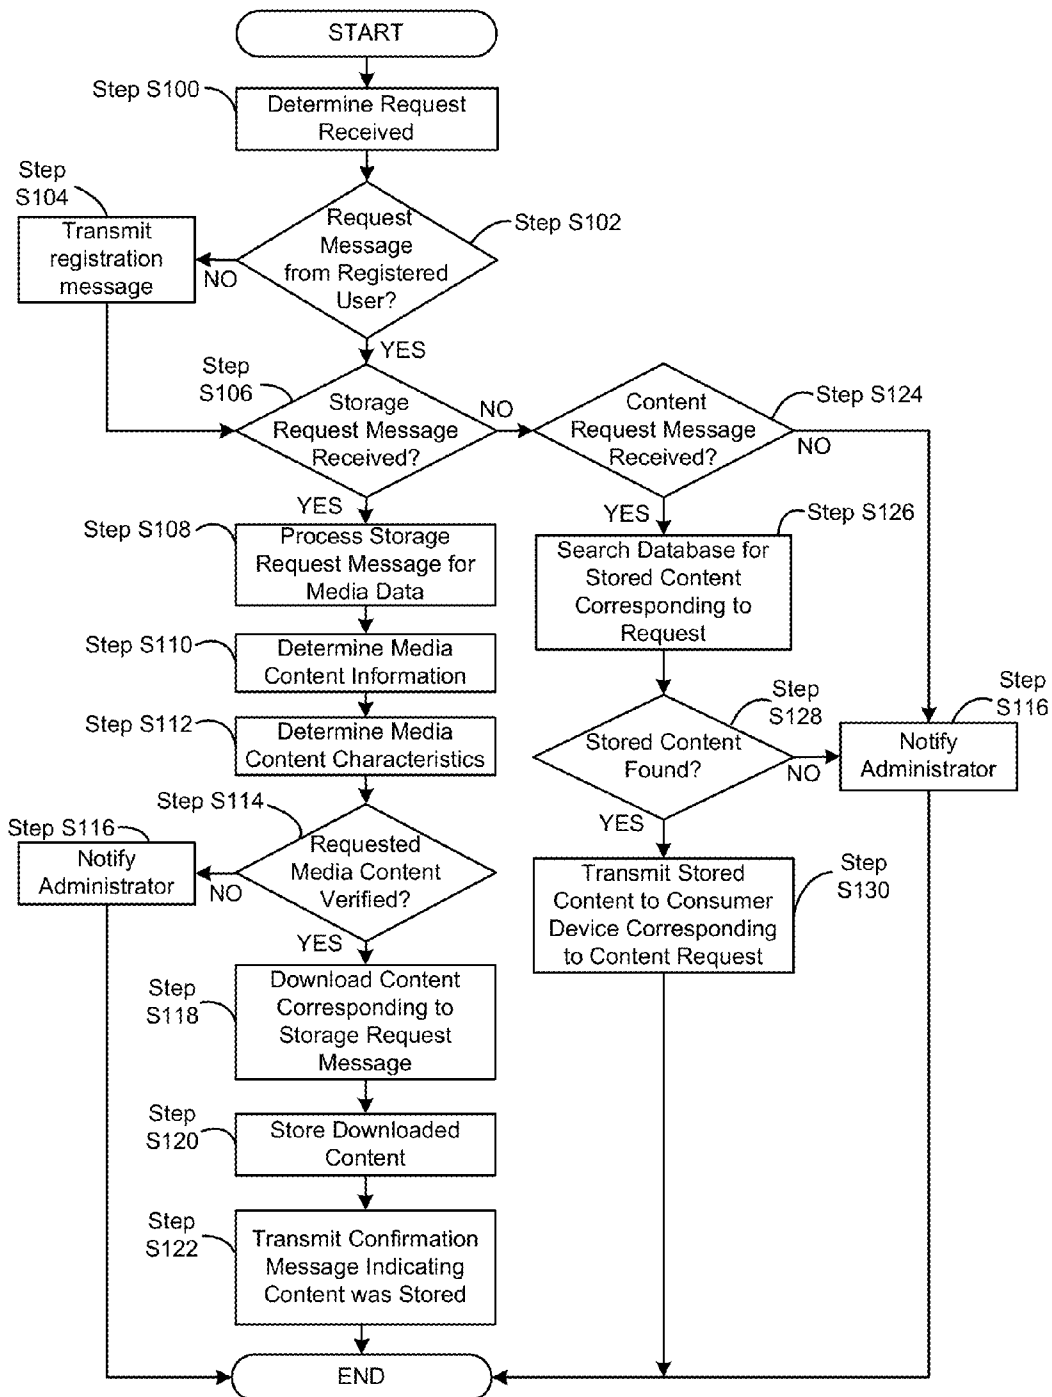 START
Step S100
Determine Request
Received
Step
S104
Transmit
registration
message
NO
Request
Message
from Registered
User?
Step S102
YES
Step
S106
Storage
Request Message
Received?
NO
Content
Request Message
Received?
Step S124
NO
YES
Step S108
Process Storage
Request Message for
Media Data
YES
Step S126
Search Database for
Stored Content
Corresponding to
Request
Step S110
Determine Media
Content Information
Step S112
Determine Media
Content Characteristics
Step
S128
Stored Content
Found?
NO
Step
S116
Notify
Administrator
Step S114
Requested
Media Content
Verified?
Step S116
Notify
Administrator
NO
YES
YES
Transmit Stored
Content to Consumer
Device Corresponding
to Content Request
Step
S130
Step
S118
Download Content
Corresponding to
Storage Request
Message
Step
S120
Store Downloaded
Content
Step
S122
Transmit Confirmation
Message Indicating
Content was Stored
END